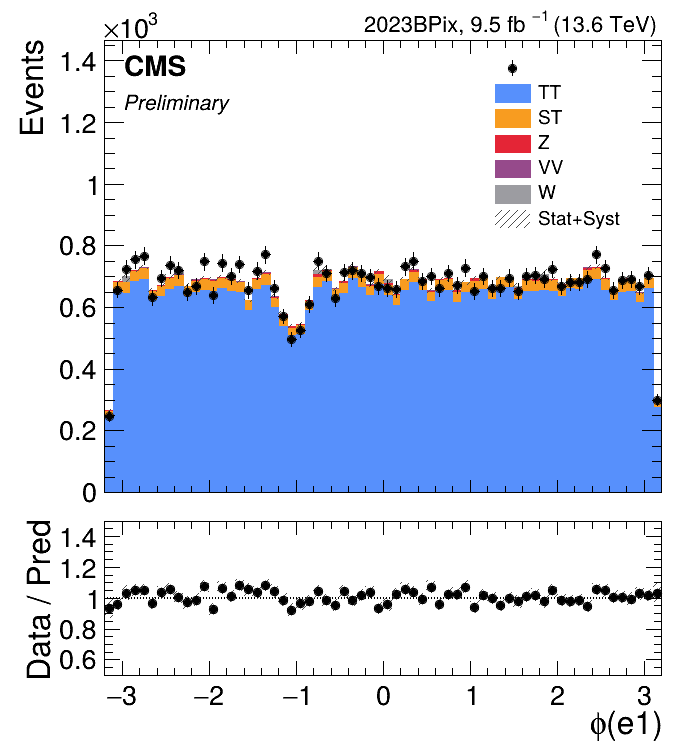 ×10³
2023BPix, 9.5 fb ⁻¹ (13.6 TeV)
Events
CMS
Preliminary
TT
ST
Z
VV
W
Stat+Syst
1.4
1.2
1
0.8
0.6
0.4
0.2
0
Data / Pred
1.4
1.2
1
0.8
0.6
−3 −2 −1 0 1 2 3
ϕ(e1)